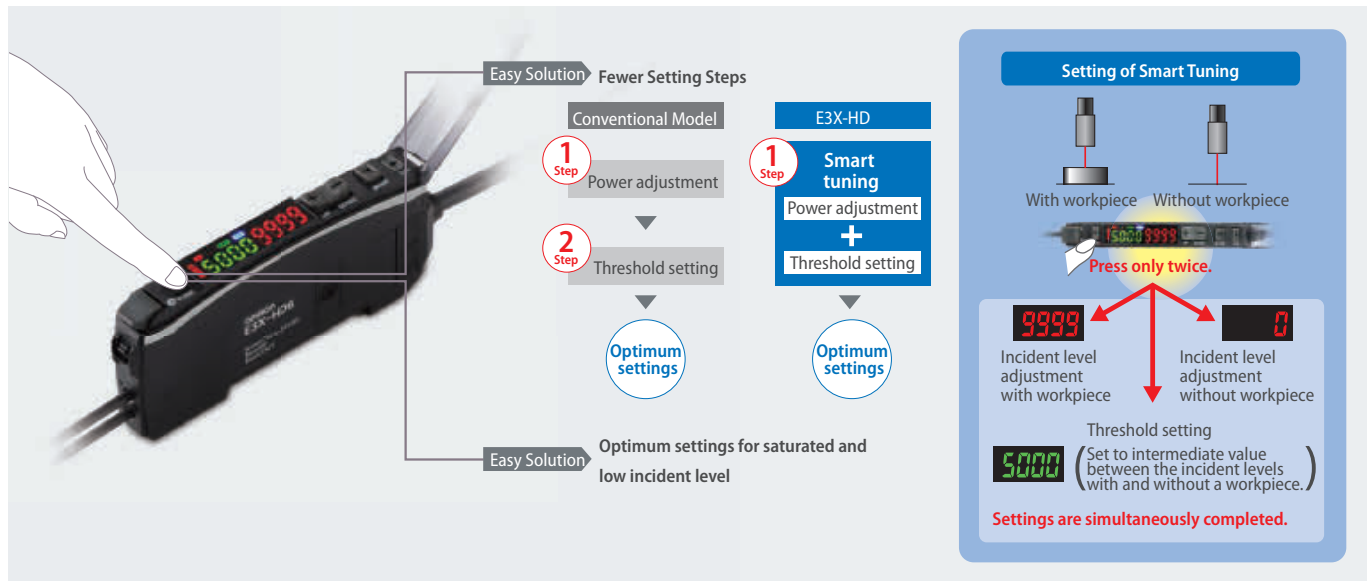 Easy Solution
Fewer Setting Steps
Conventional Model
1
Step
Power adjustment
2
Step
Threshold setting
Optimum
settings
E3X-HD
1
Step
Smart
tuning
Power adjustment
+
Threshold setting
Optimum
settings
Easy Solution
Optimum settings for saturated and
low incident level
5000 9999
OMRON
E3X-HD6
Setting of Smart Tuning
With workpiece
Without workpiece
5000 9999
Press only twice.
9999
Incident level
adjustment
with workpiece
0
Incident level
adjustment
without workpiece
Threshold setting
5000
(Set to intermediate value
between the incident levels
with and without a workpiece.)
Settings are simultaneously completed.